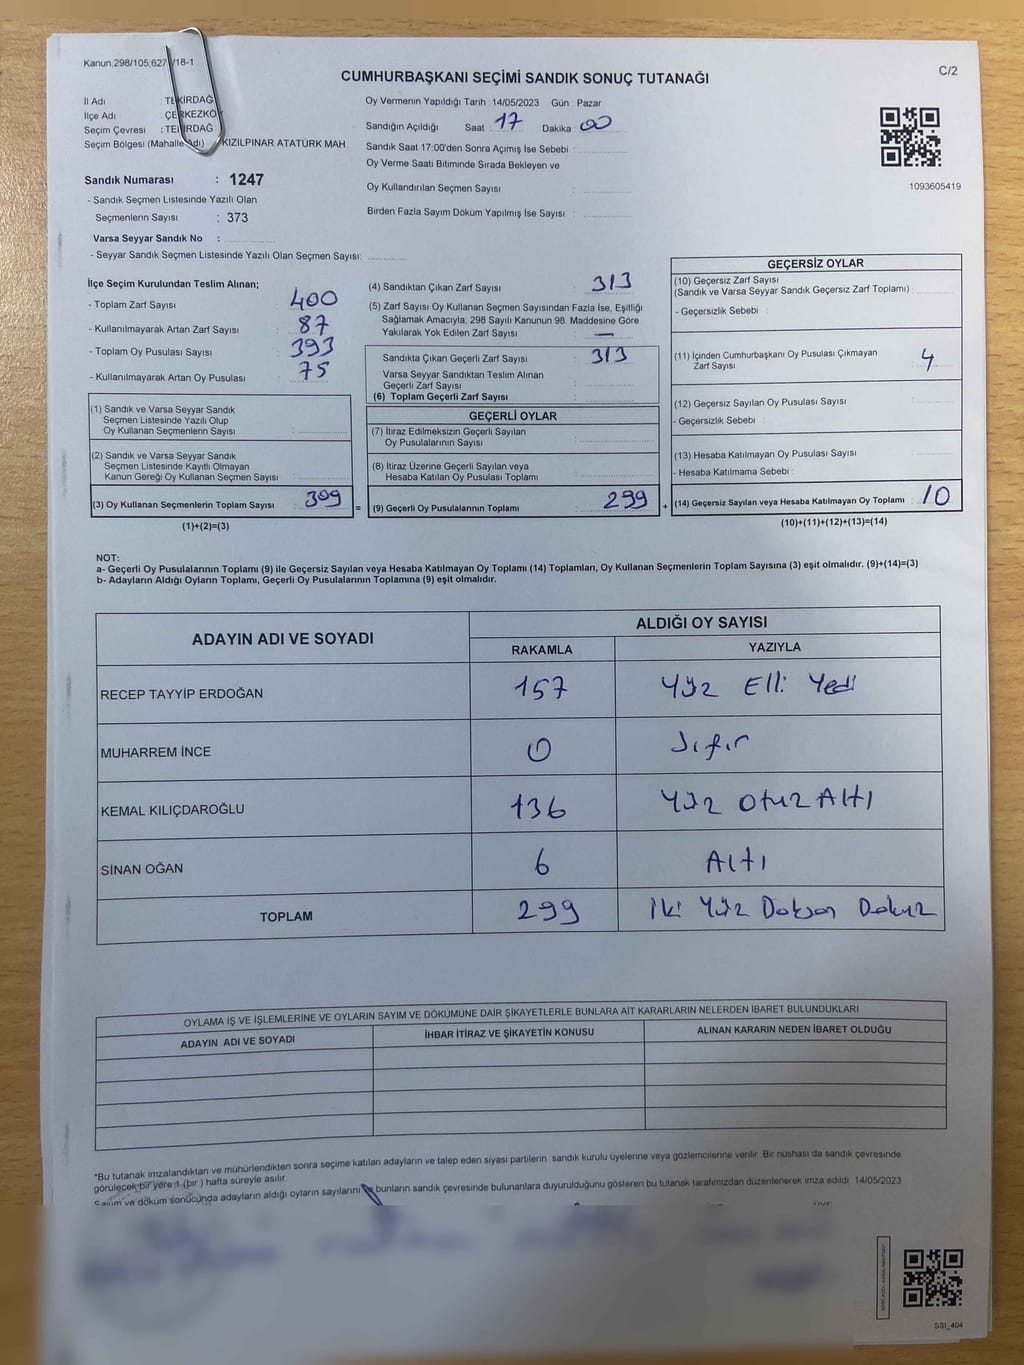 Kanun,298/105,627 /18-1
C/2
CUMHURBAŞKANI SEÇİMİ SANDIK SONUÇ TUTANAĞI
İl Adı : TEKİRDAĞ
İlçe Adı : ÇERKEZKÖY
Seçim Çevresi : TEKİRDAĞ
Seçim Bölgesi (Mahalle Adı) KIZILPINAR ATATÜRK MAH.
Sandık Numarası : 1247
- Sandık Seçmen Listesinde Yazılı Olan
Seçmenlerin Sayısı : 373
Varsa Seyyar Sandık No :
- Seyyar Sandık Seçmen Listesinde Yazılı Olan Seçmen Sayısı:
Oy Vermenin Yapıldığı Tarih :14/05/2023 Gün : Pazar
Sandığın Açıldığı Saat : 17 Dakika 00
Sandık Saat 17:00'den Sonra Açımış İse Sebebi :
Oy Verme Saati Bitiminde Sırada Bekleyen ve
Oy Kullandırılan Seçmen Sayısı :
Birden Fazla Sayım Döküm Yapılmış İse Sayısı :
1093605419
İlçe Seçim Kurulundan Teslim Alınan;
- Toplam Zarf Sayısı : 400
- Kullanılmayarak Artan Zarf Sayısı : 87
- Toplam Oy Pusulası Sayısı : 393
- Kullanılmayarak Artan Oy Pusulası : 75
(1) Sandık ve Varsa Seyyar Sandık
Seçmen Listesinde Yazılı Olup
Oy Kullanan Seçmenlerin Sayısı :
(2) Sandık ve Varsa Seyyar Sandık
Seçmen Listesinde Kayıtlı Olmayan
Kanun Gereği Oy Kullanan Seçmen Sayısı :
(3) Oy Kullanan Seçmenlerin Toplam Sayısı : 309
(1)+(2)=(3)
(4) Sandıktan Çıkan Zarf Sayısı : 313
(5) Zarf Sayısı Oy Kullanan Seçmen Sayısından Fazla İse, Eşitliği
Sağlamak Amacıyla; 298 Sayılı Kanunun 98. Maddesine Göre
Yakılarak Yok Edilen Zarf Sayısı : —
Sandıkta Çıkan Geçerli Zarf Sayısı : 313
Varsa Seyyar Sandıktan Teslim Alınan
Geçerli Zarf Sayısı :
(6) Toplam Geçerli Zarf Sayısı :
GEÇERLİ OYLAR
(7) İtiraz Edilmeksizin Geçerli Sayılan
Oy Pusulalarının Sayısı :
(8) İtiraz Üzerine Geçerli Sayılan veya
Hesaba Katılan Oy Pusulası Toplamı :
= (9) Geçerli Oy Pusulalarının Toplamı : 299
GEÇERSİZ OYLAR
(10) Geçersiz Zarf Sayısı
(Sandık ve Varsa Seyyar Sandık Geçersiz Zarf Toplamı) :
- Geçersizlik Sebebi :
(11) İçinden Cumhurbaşkanı Oy Pusulası Çıkmayan
Zarf Sayısı : 4
(12) Geçersiz Sayılan Oy Pusulası Sayısı :
- Geçersizlik Sebebi :
(13) Hesaba Katılmayan Oy Pusulası Sayısı :
- Hesaba Katılmama Sebebi :
+ (14) Geçersiz Sayılan veya Hesaba Katılmayan Oy Toplamı : 10
(10)+(11)+(12)+(13)=(14)
NOT:
a- Geçerli Oy Pusulalarının Toplamı (9) ile Geçersiz Sayılan veya Hesaba Katılmayan Oy Toplamı (14) Toplamları, Oy Kullanan Seçmenlerin Toplam Sayısına (3) eşit olmalıdır. (9)+(14)=(3)
b- Adayların Aldığı Oyların Toplamı, Geçerli Oy Pusulalarının Toplamına (9) eşit olmalıdır.
ADAYIN ADI VE SOYADI ALDIĞI OY SAYISI
RAKAMLA YAZIYLA
RECEP TAYYİP ERDOĞAN 157 Yüz Elli Yedi
MUHARREM İNCE 0 Sıfır
KEMAL KILIÇDAROĞLU 136 Yüz Otuz Altı
SİNAN OĞAN 6 Altı
TOPLAM 299 İki Yüz Doksan Dokuz
OYLAMA İŞ VE İŞLEMLERİNE VE OYLARIN SAYIM VE DÖKÜMÜNE DAİR ŞİKAYETLERLE BUNLARA AİT KARARLARIN NELERDEN İBARET BULUNDUKLARI
ADAYIN ADI VE SOYADI İHBAR İTİRAZ VE ŞİKAYETİN KONUSU ALINAN KARARIN NEDEN İBARET OLDUĞU
*Bu tutanak imzalandıktan ve mühürlendikten sonra seçime katılan adayların ve talep eden siyasi partilerin sandık kurulu üyelerine veya gözlemcilerine verilir. Bir nüshası da sandık çevresinde
görülecek bir yere 1 (bir ) hafta süreyle asılır.
Sayım ve döküm sonucunda adayların aldığı oyların sayılarını bunların sandık çevresinde bulunanlara duyurulduğunu gösteren bu tutanak tarafımızdan düzenlenerek imza edildi. 14/05/2023
SSI_404